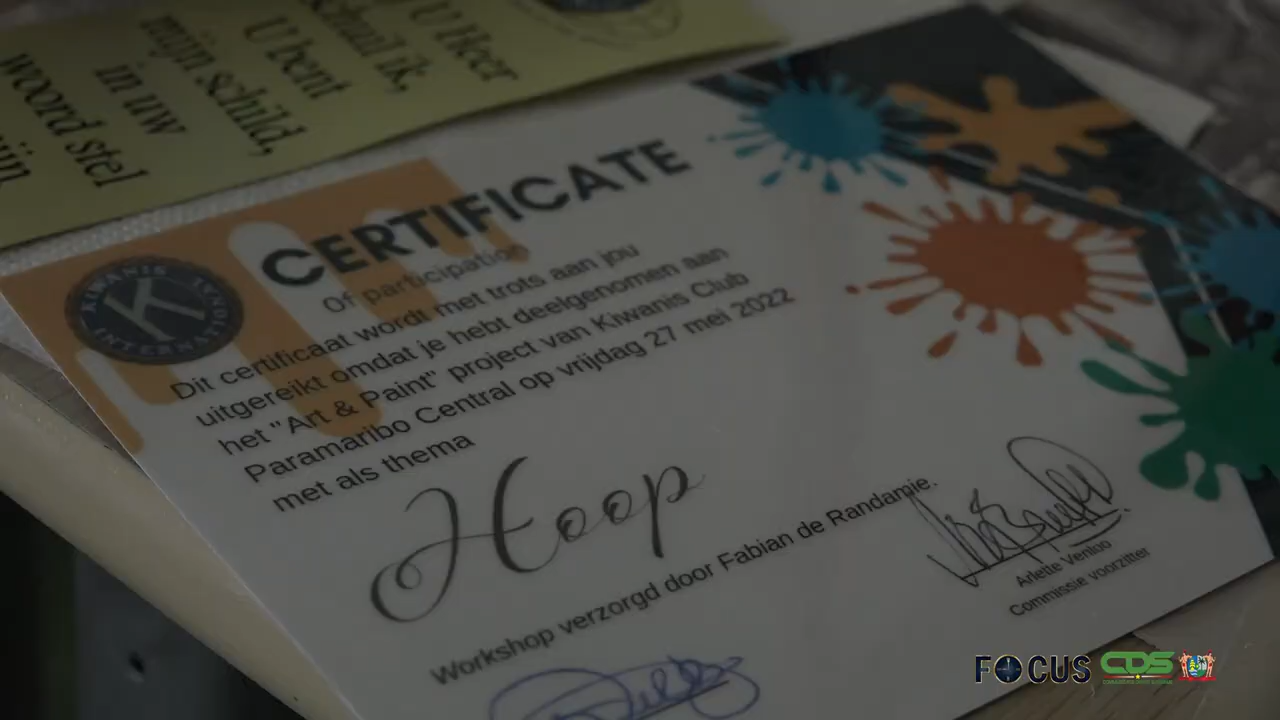 U Heer
schuil ik,
U bent
mijn schild,
in uw
woord stel
CERTIFICATE
Of participation
Dit certificaat wordt met trots aan jou
uitgereikt omdat je hebt deelgenomen aan
het "Art & Paint" project van Kiwanis Club
Paramaribo Central op vrijdag 27 mei 2022
met als thema
Hoop
Workshop verzorgd door Fabian de Randamie.
Arlette Venloo
Commissie voorzitter
KIWANIS
K
INTERNATIONAL
FOCUS
CDS